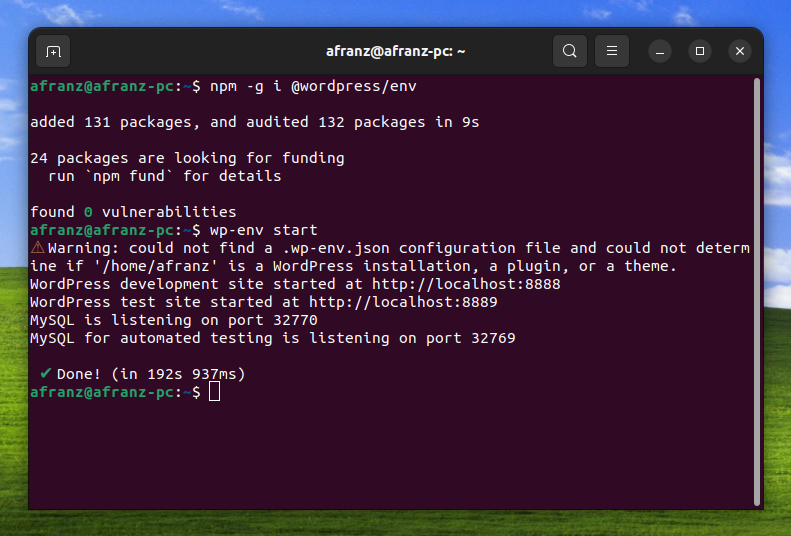 afranz@afranz-pc: ~
afranz@afranz-pc:~$ npm -g i @wordpress/env
added 131 packages, and audited 132 packages in 9s
24 packages are looking for funding
run `npm fund` for details
found 0 vulnerabilities
afranz@afranz-pc:~$ wp-env start
⚠Warning: could not find a .wp-env.json configuration file and could not determ
ine if '/home/afranz' is a WordPress installation, a plugin, or a theme.
WordPress development site started at http://localhost:8888
WordPress test site started at http://localhost:8889
MySQL is listening on port 32770
MySQL for automated testing is listening on port 32769
✔ Done! (in 192s 937ms)
afranz@afranz-pc:~$